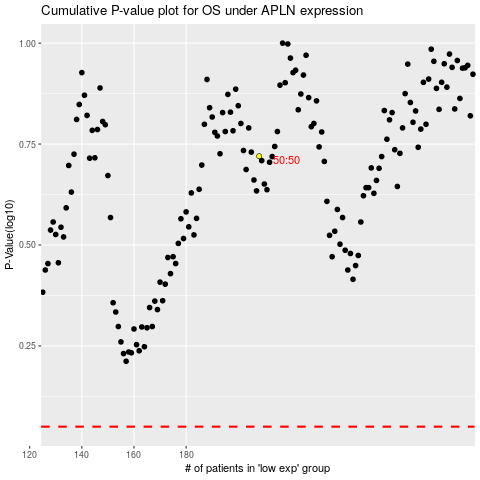 Cumulative P-value plot for OS under APLN expression
P-Value(log10)
1.00
0.75
0.50
0.25
50:50
120 140 160 180
# of patients in 'low exp' group